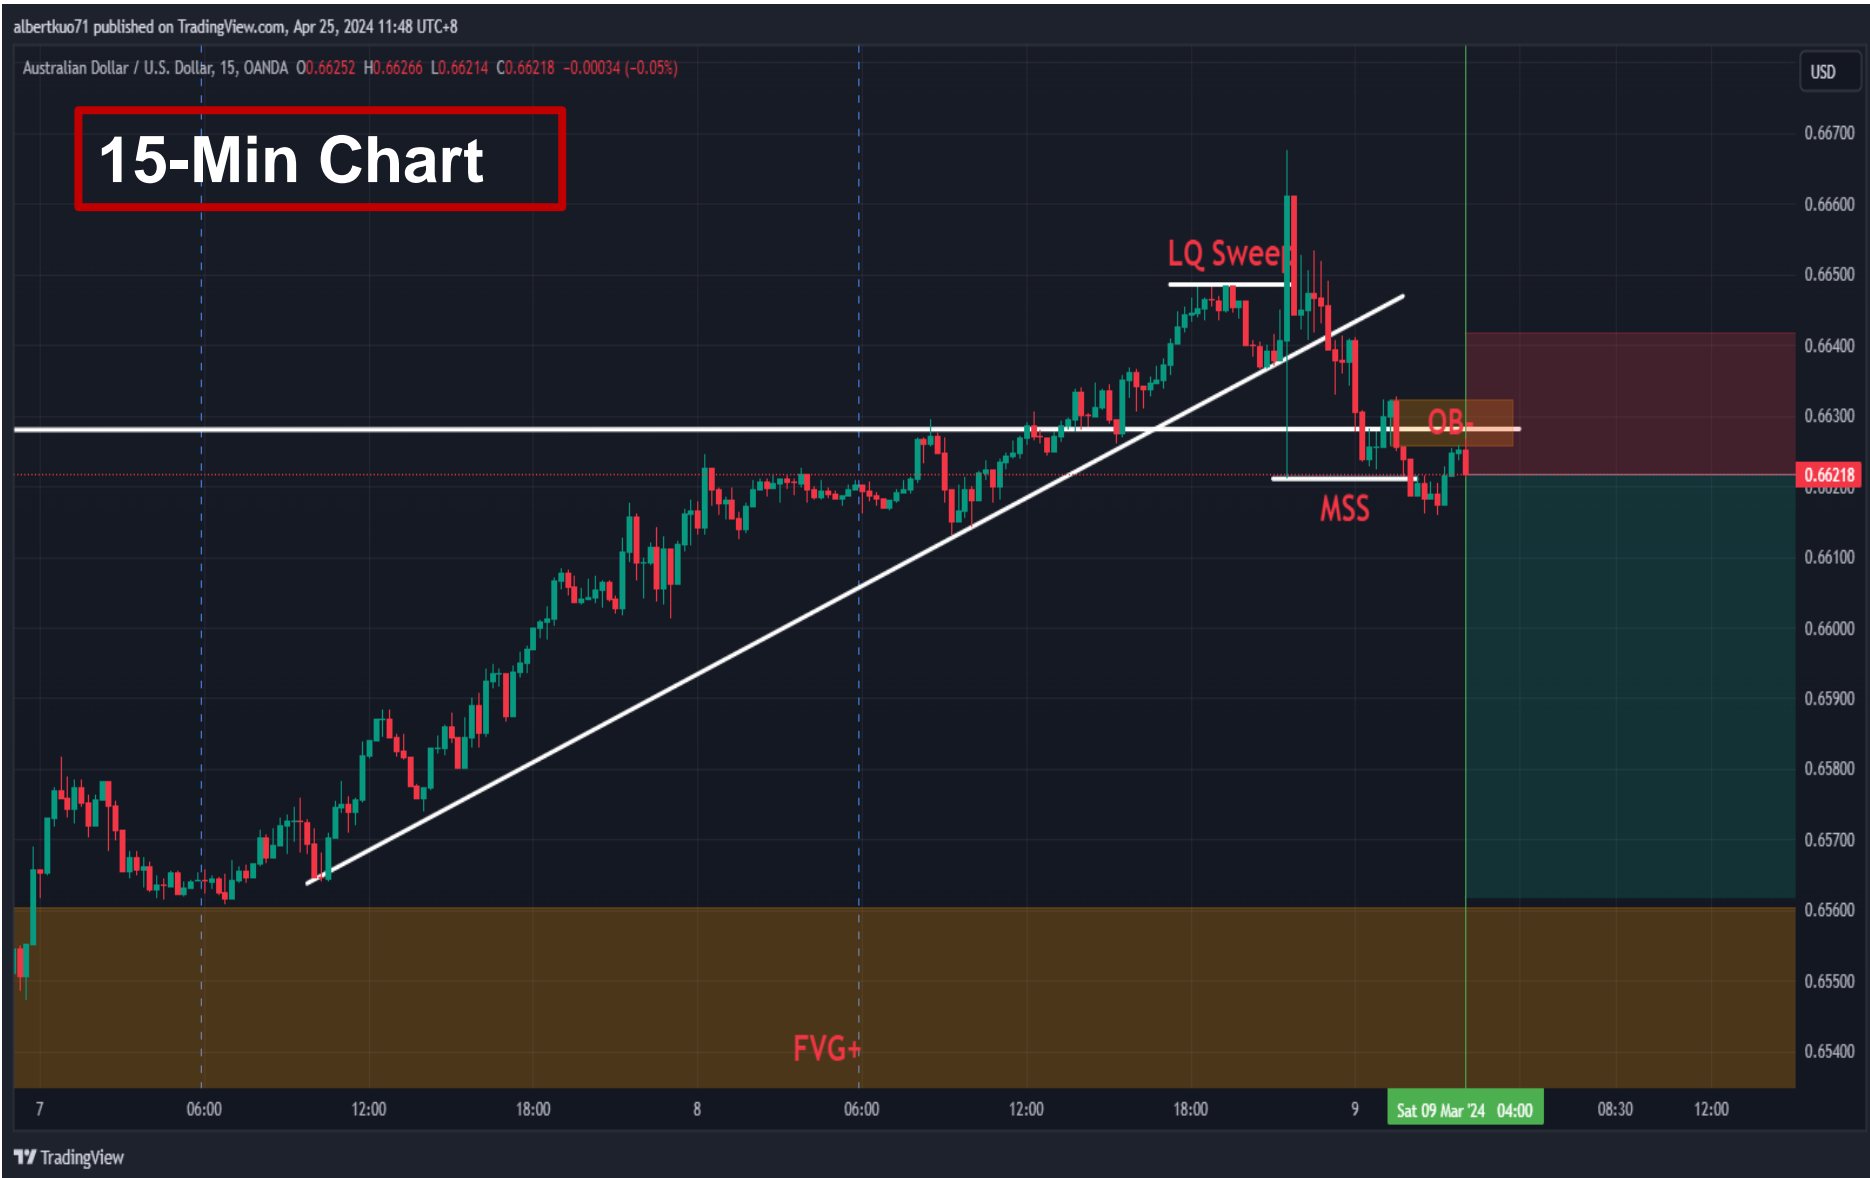 albertkuo71 published on TradingView.com, Apr 25, 2024 11:48 UTC+8
Australian Dollar / U.S. Dollar, 15, OANDA O0.66252 H0.66266 L0.66214 C0.66218 −0.00034 (−0.05%)
USD
15-Min Chart
0.66700
0.66600
LQ Sweep
0.66500
0.66400
0.66300
OB-
0.66218
0.66200
MSS
0.66100
0.66000
0.65900
0.65800
0.65700
0.65600
0.65500
FVG+
0.65400
7 06:00 12:00 18:00 8 06:00 12:00 18:00 9 Sat 09 Mar '24 04:00 08:30 12:00
TradingView